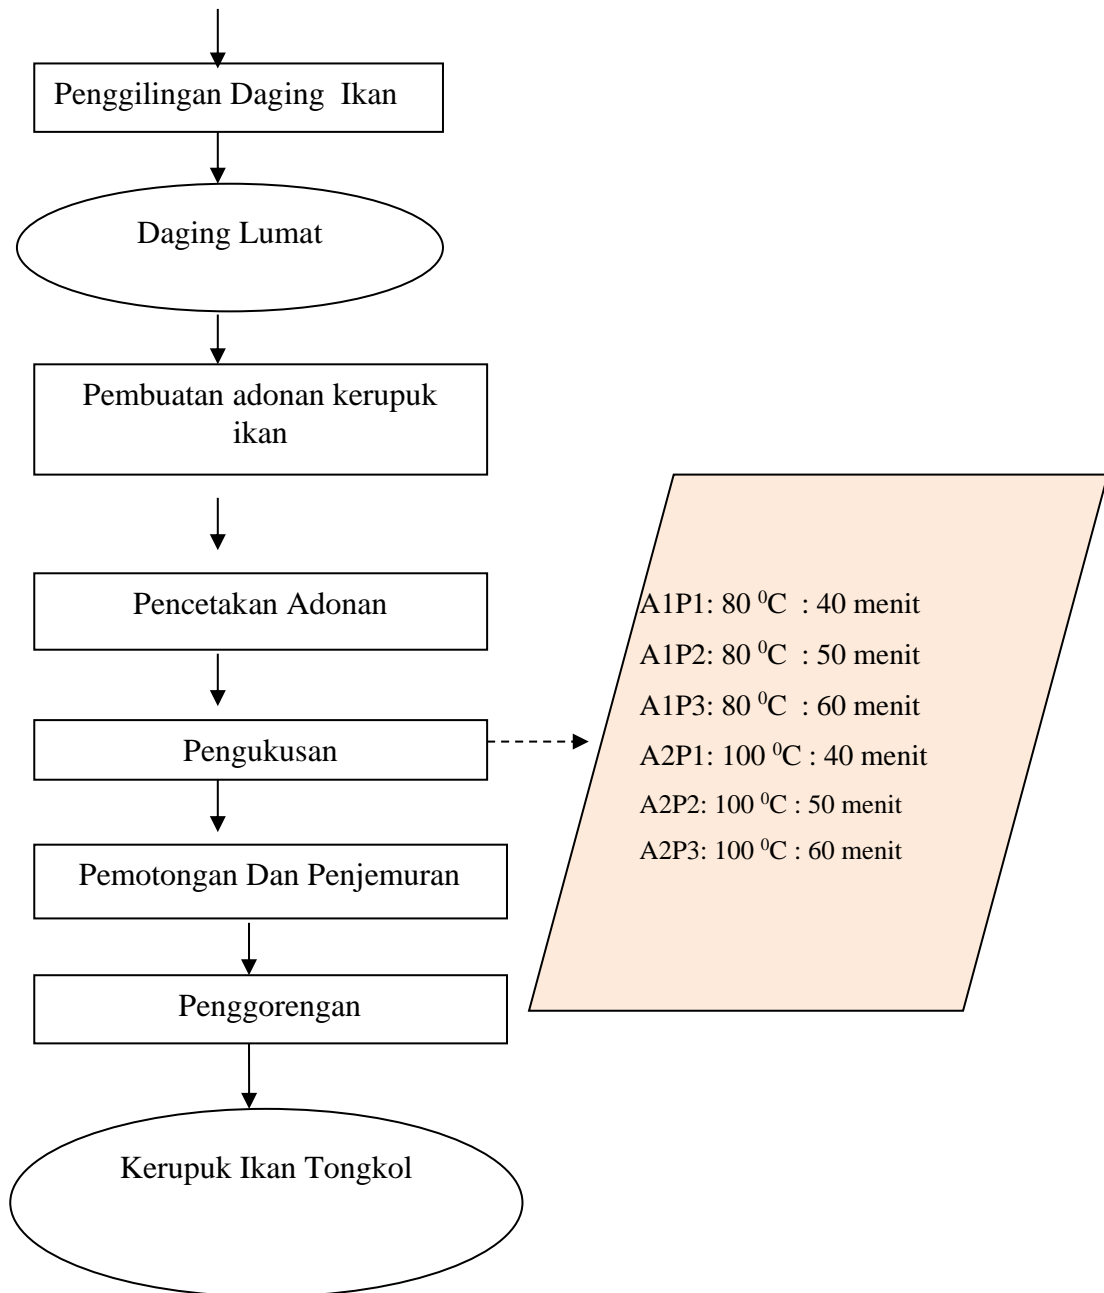 Penggilingan Daging  Ikan
Daging Lumat
Pembuatan adonan kerupuk
ikan
Pencetakan Adonan
Pengukusan
Pemotongan Dan Penjemuran
Penggorengan
Kerupuk Ikan Tongkol
A1P1: 80 ⁰C  : 40 menit
A1P2: 80 ⁰C  : 50 menit
A1P3: 80 ⁰C  : 60 menit
A2P1: 100 ⁰C : 40 menit
A2P2: 100 ⁰C : 50 menit
A2P3: 100 ⁰C : 60 menit